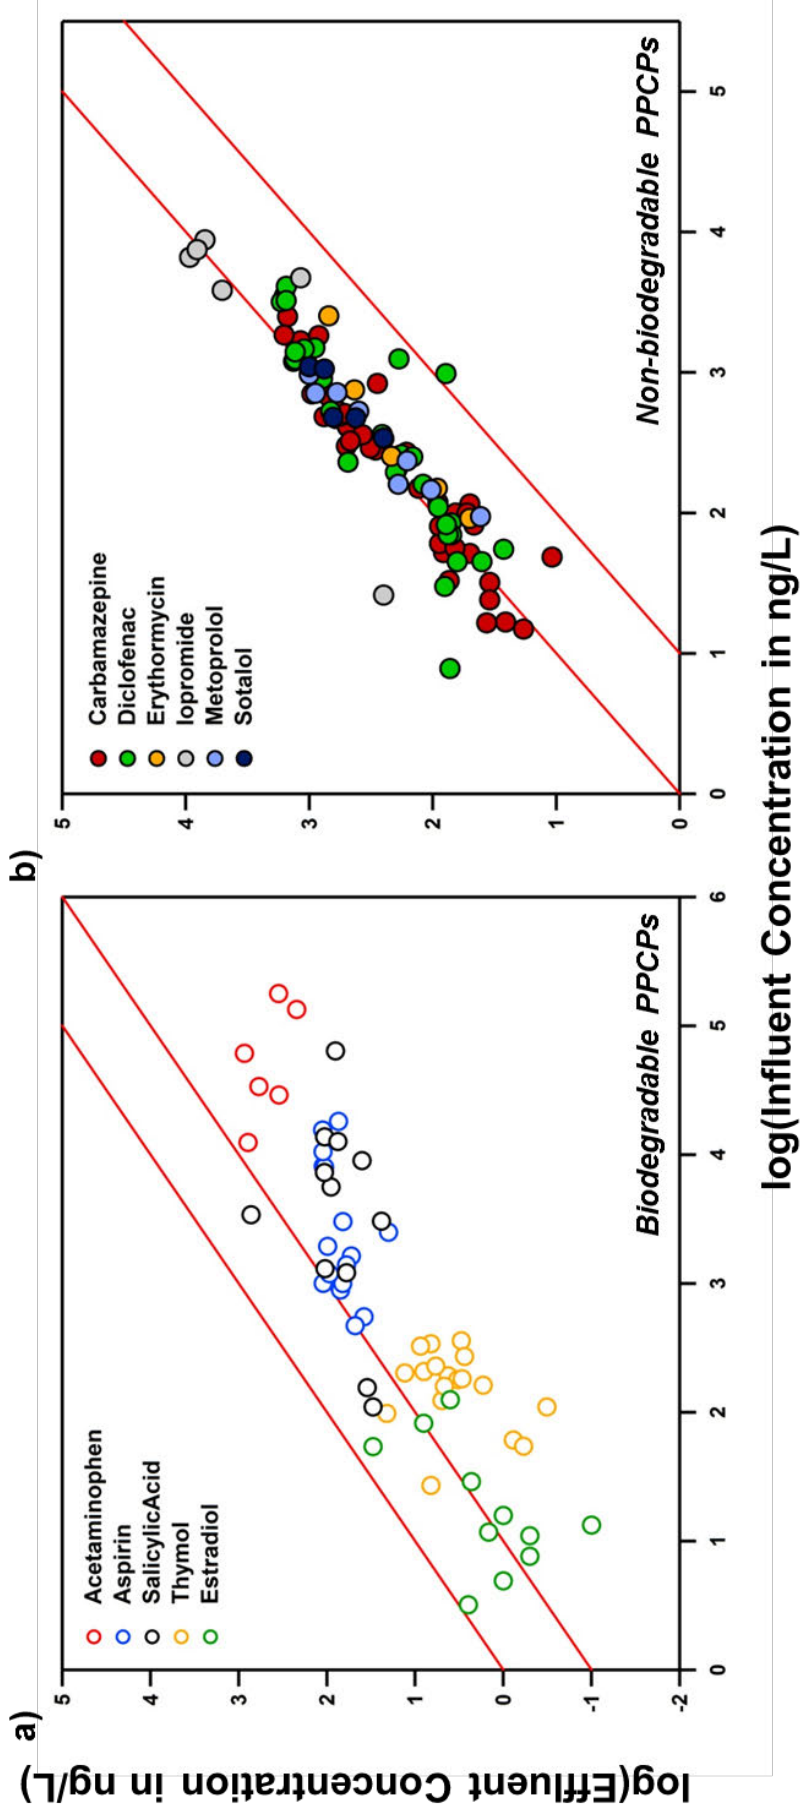 a)
5
4
3
2
1
0
-1
-2
0
1
2
3
4
5
6
Acetaminophen
Aspirin
SalicylicAcid
Thymol
Estradiol
Biodegradable PPCPs
b)
5
4
3
2
1
0
0
1
2
3
4
5
Carbamazepine
Diclofenac
Erythormycin
Iopromide
Metoprolol
Sotalol
Non-biodegradable PPCPs
log(Effluent Concentration in ng/L)
log(Influent Concentration in ng/L)